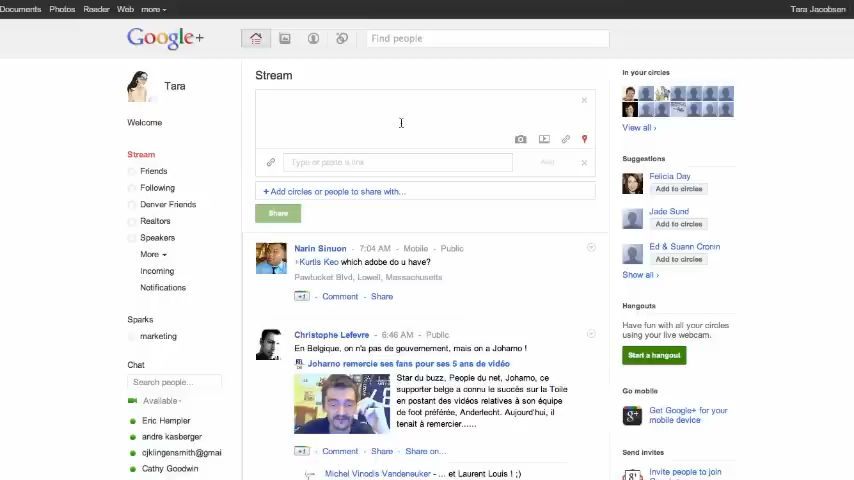 Documents Photos Reader Web more
Tara Jacobsen
Google+
Find people
Tara
Welcome
Stream
Friends
Following
Denver Friends
Realtors
Speakers
More
Incoming
Notifications
Sparks
marketing
Chat
Search people...
Available
Eric Hempler
andre kasberger
cjklingensmith@gmai
Cathy Goodwin
Stream
Type or paste a link
Add
+ Add circles or people to share with...
Share
Narin Sinuon - 7:04 AM - Mobile - Public
+Kurtis Keo which adobe do u have?
Pawtucket Blvd, Lowell, Massachusetts
+1 - Comment - Share
Christophe Lefevre - 6:46 AM - Public
En Belgique, on n'a pas de gouvernement, mais on a Joharno !
Joharno remercie ses fans pour ses 5 ans de vidéo
Star du buzz, People du net, Joharno, ce
supporter belge a connu le succès sur la Toile
en postant des vidéos relatives à son équipe
de foot préférée, Anderlecht. Aujourd'hui, il
tenait à remercier......
+1 - Comment - Share - Share on...
Michel Vinodis Vandeneuker - ... et Laurent Louis ! ;)
In your circles
View all ›
Suggestions
Felicia Day
Add to circles
Jade Sund
Add to circles
Ed & Suann Cronin
Add to circles
Show all ›
Hangouts
Have fun with all your circles
using your live webcam.
Start a hangout
Go mobile
Get Google+ for your
mobile device
Send invites
Invite people to join